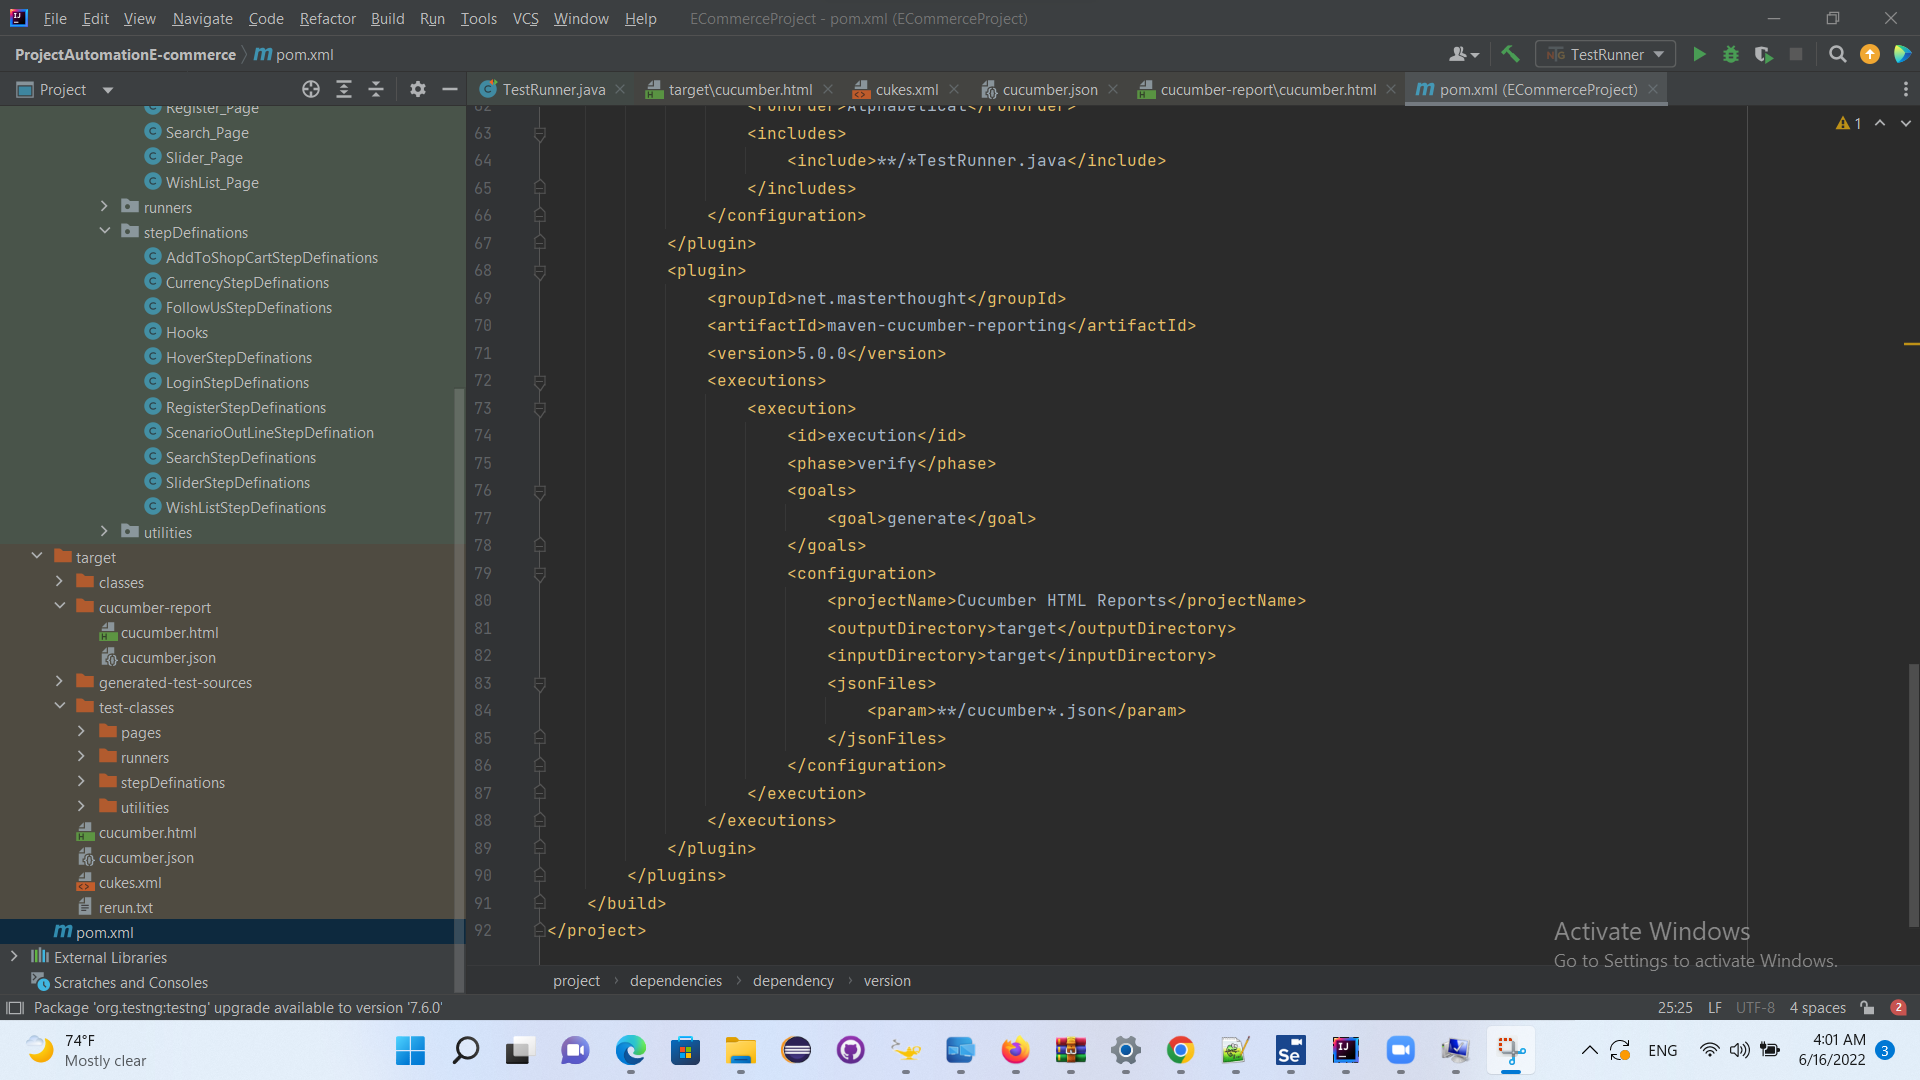 File Edit View Navigate Code Refactor Build Run Tools VCS Window Help ECommerceProject - pom.xml (ECommerceProject)
ProjectAutomationE-commerce pom.xml TestRunner
Project TestRunner.java target\cucumber.html cukes.xml cucumber.json cucumber-report\cucumber.html pom.xml (ECommerceProject)
Register_Page
Search_Page
Slider_Page
WishList_Page
runners
stepDefinations
AddToShopCartStepDefinations
CurrencyStepDefinations
FollowUsStepDefinations
Hooks
HoverStepDefinations
LoginStepDefinations
RegisterStepDefinations
ScenarioOutLineStepDefination
SearchStepDefinations
SliderStepDefinations
WishListStepDefinations
utilities
target
classes
cucumber-report
cucumber.html
cucumber.json
generated-test-sources
test-classes
pages
runners
stepDefinations
utilities
cucumber.html
cucumber.json
cukes.xml
rerun.txt
pom.xml
External Libraries
Scratches and Consoles
62 <runOrder>Alphabetical</runOrder>
63 <includes>
64 <include>**/*TestRunner.java</include>
65 </includes>
66 </configuration>
67 </plugin>
68 <plugin>
69 <groupId>net.masterthought</groupId>
70 <artifactId>maven-cucumber-reporting</artifactId>
71 <version>5.0.0</version>
72 <executions>
73 <execution>
74 <id>execution</id>
75 <phase>verify</phase>
76 <goals>
77 <goal>generate</goal>
78 </goals>
79 <configuration>
80 <projectName>Cucumber HTML Reports</projectName>
81 <outputDirectory>target</outputDirectory>
82 <inputDirectory>target</inputDirectory>
83 <jsonFiles>
84 <param>**/cucumber*.json</param>
85 </jsonFiles>
86 </configuration>
87 </execution>
88 </executions>
89 </plugin>
90 </plugins>
91 </build>
92 </project>
1
Activate Windows
Go to Settings to activate Windows.
project dependencies dependency version
Package 'org.testng:testng' upgrade available to version '7.6.0' 25:25 LF UTF-8 4 spaces 2
74°F
Mostly clear
ENG
4:01 AM
6/16/2022
3